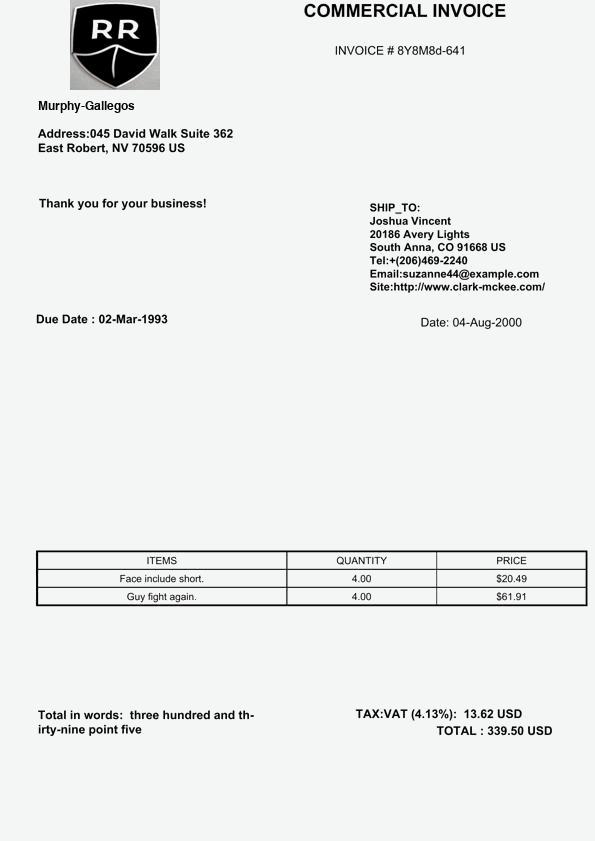 RR
COMMERCIAL INVOICE
INVOICE # 8Y8M8d-641
Murphy-Gallegos
Address:045 David Walk Suite 362
East Robert, NV 70596 US
Thank you for your business!
SHIP_TO:
Joshua Vincent
20186 Avery Lights
South Anna, CO 91668 US
Tel:+(206)469-2240
Email:suzanne44@example.com
Site:http://www.clark-mckee.com/
Due Date : 02-Mar-1993
Date: 04-Aug-2000
ITEMS QUANTITY PRICE
Face include short. 4.00 $20.49
Guy fight again. 4.00 $61.91
Total in words:  three hundred and th-
irty-nine point five
TAX:VAT (4.13%):  13.62 USD
TOTAL : 339.50 USD